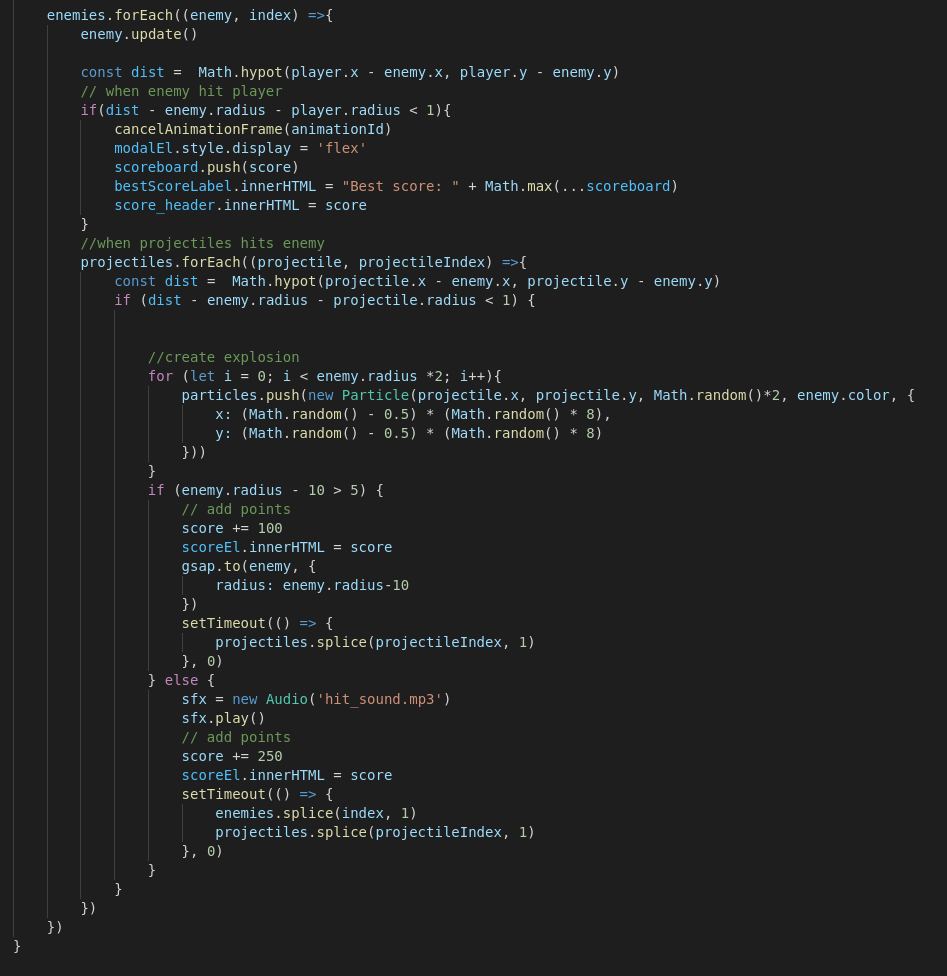 enemies.forEach((enemy, index) =>{
enemy.update()
const dist =  Math.hypot(player.x - enemy.x, player.y - enemy.y)
// when enemy hit player
if(dist - enemy.radius - player.radius < 1){
cancelAnimationFrame(animationId)
modalEl.style.display = 'flex'
scoreboard.push(score)
bestScoreLabel.innerHTML = "Best score: " + Math.max(...scoreboard)
score_header.innerHTML = score
}
//when projectiles hits enemy
projectiles.forEach((projectile, projectileIndex) =>{
const dist =  Math.hypot(projectile.x - enemy.x, projectile.y - enemy.y)
if (dist - enemy.radius - projectile.radius < 1) {
//create explosion
for (let i = 0; i < enemy.radius *2; i++){
particles.push(new Particle(projectile.x, projectile.y, Math.random()*2, enemy.color, {
x: (Math.random() - 0.5) * (Math.random() * 8),
y: (Math.random() - 0.5) * (Math.random() * 8)
}))
}
if (enemy.radius - 10 > 5) {
// add points
score += 100
scoreEl.innerHTML = score
gsap.to(enemy, {
radius: enemy.radius-10
})
setTimeout(() => {
projectiles.splice(projectileIndex, 1)
}, 0)
} else {
sfx = new Audio('hit_sound.mp3')
sfx.play()
// add points
score += 250
scoreEl.innerHTML = score
setTimeout(() => {
enemies.splice(index, 1)
projectiles.splice(projectileIndex, 1)
}, 0)
}
}
})
})
}